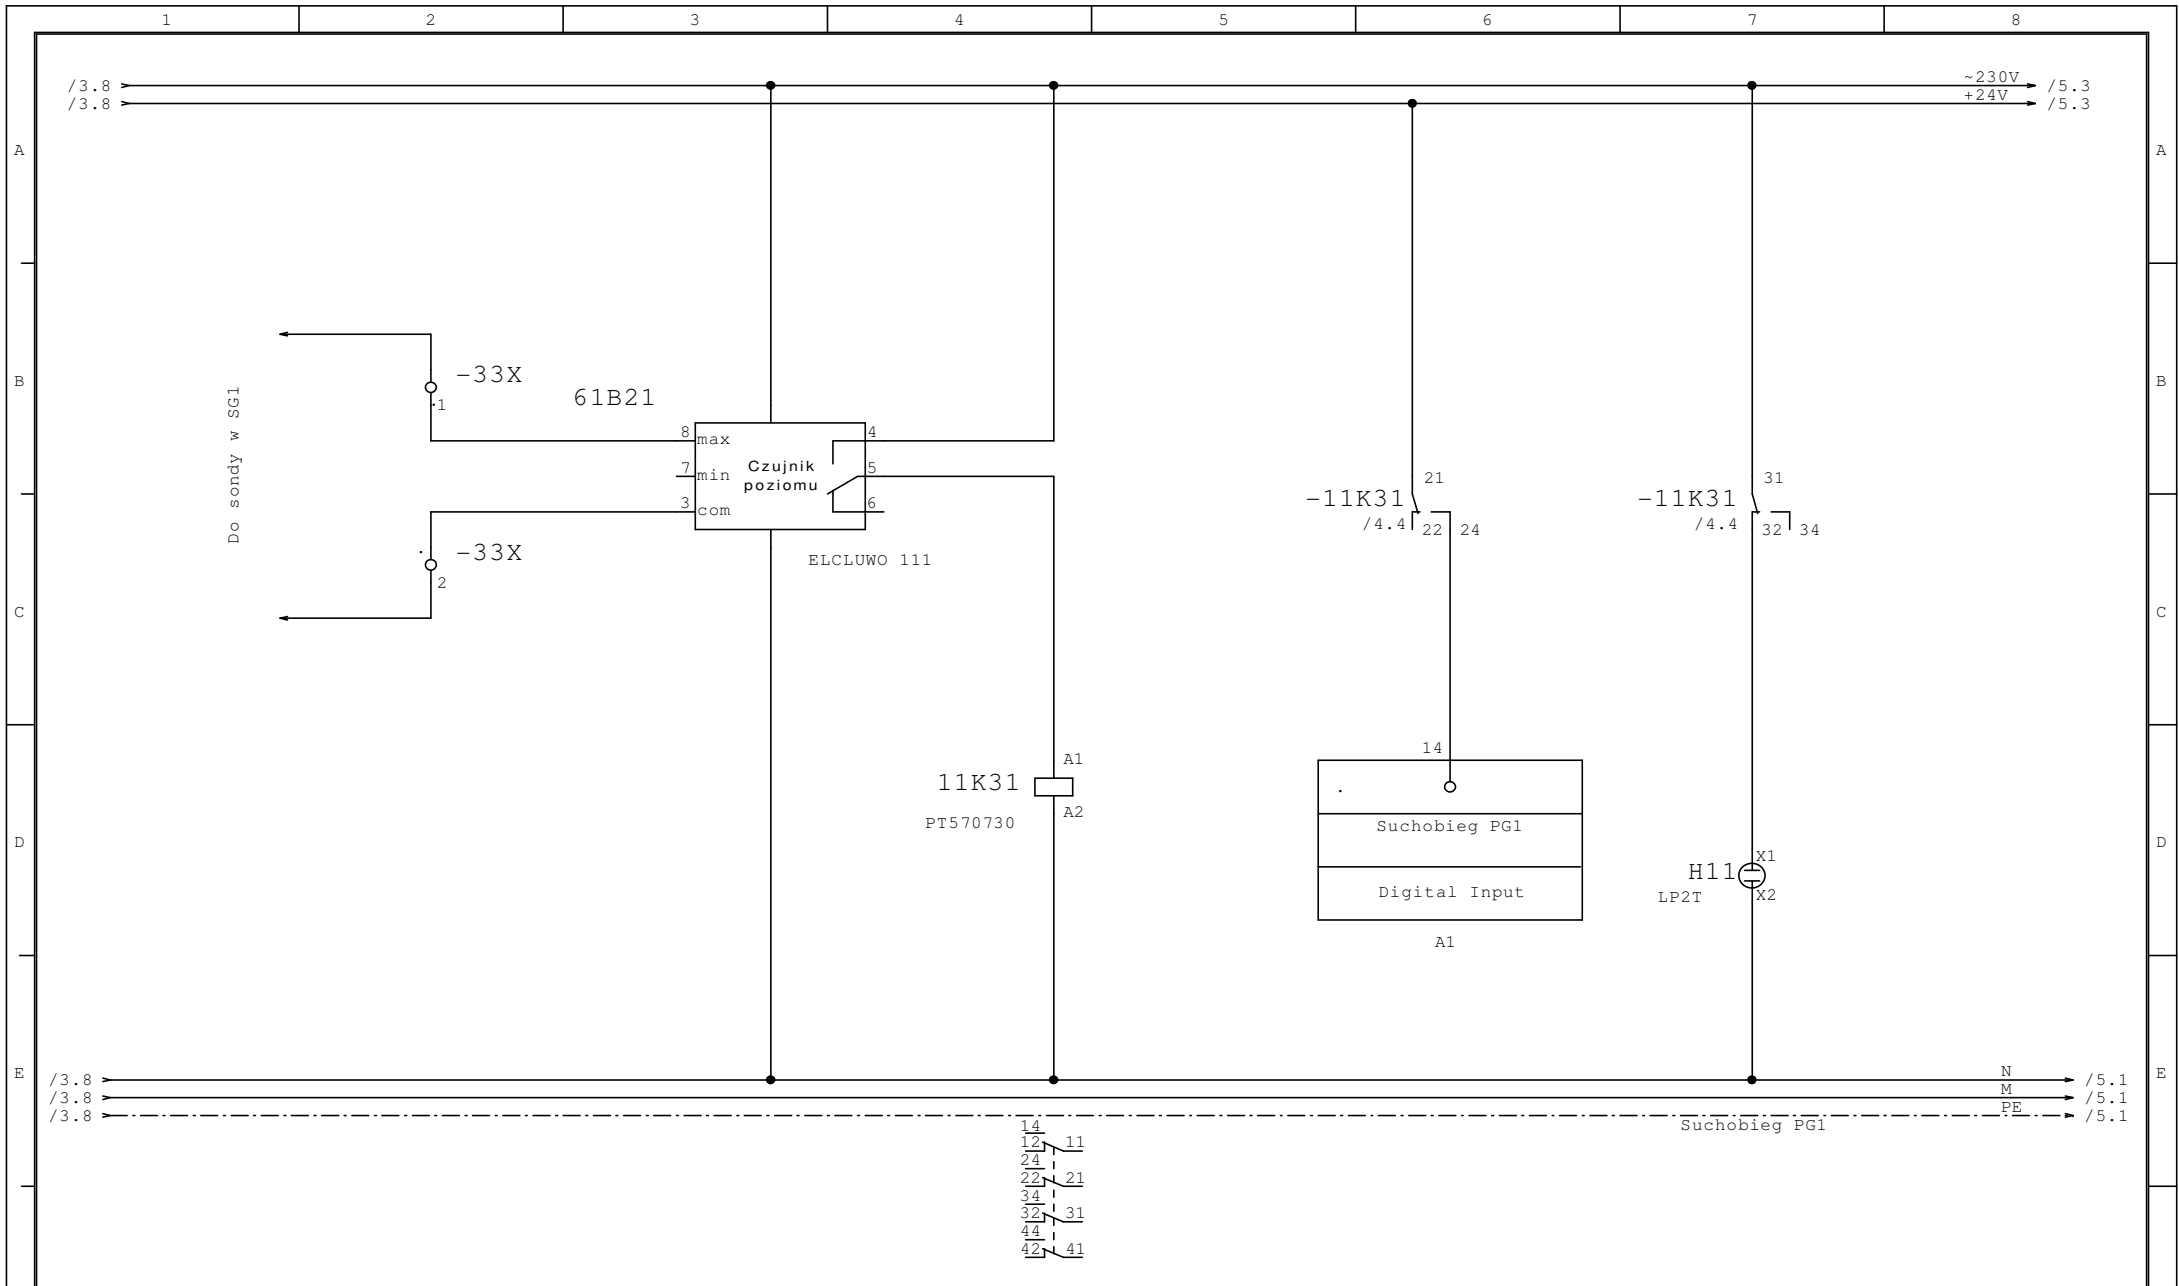 1 2 3 4 5 6 7 8
/3.8 ~230V /5.3
/3.8 +24V /5.3
A A
B B
-33X
.1
61B21
Do sondy w SG1
8 max 4
7 min Czujnik 5
poziomu
3 com 6
ELCLUWO 111
-33X
2
21
-11K31
/4.4 22 24
31
-11K31
/4.4 32 34
C C
A1
11K31
A2
PT570730
14
Suchobieg PG1
Digital Input
A1
D D
X1
H11
LP2T X2
E E
/3.8 N /5.1
/3.8 M /5.1
/3.8 PE /5.1
Suchobieg PG1
14
12 11
24
22 21
34
32 31
44
42 41